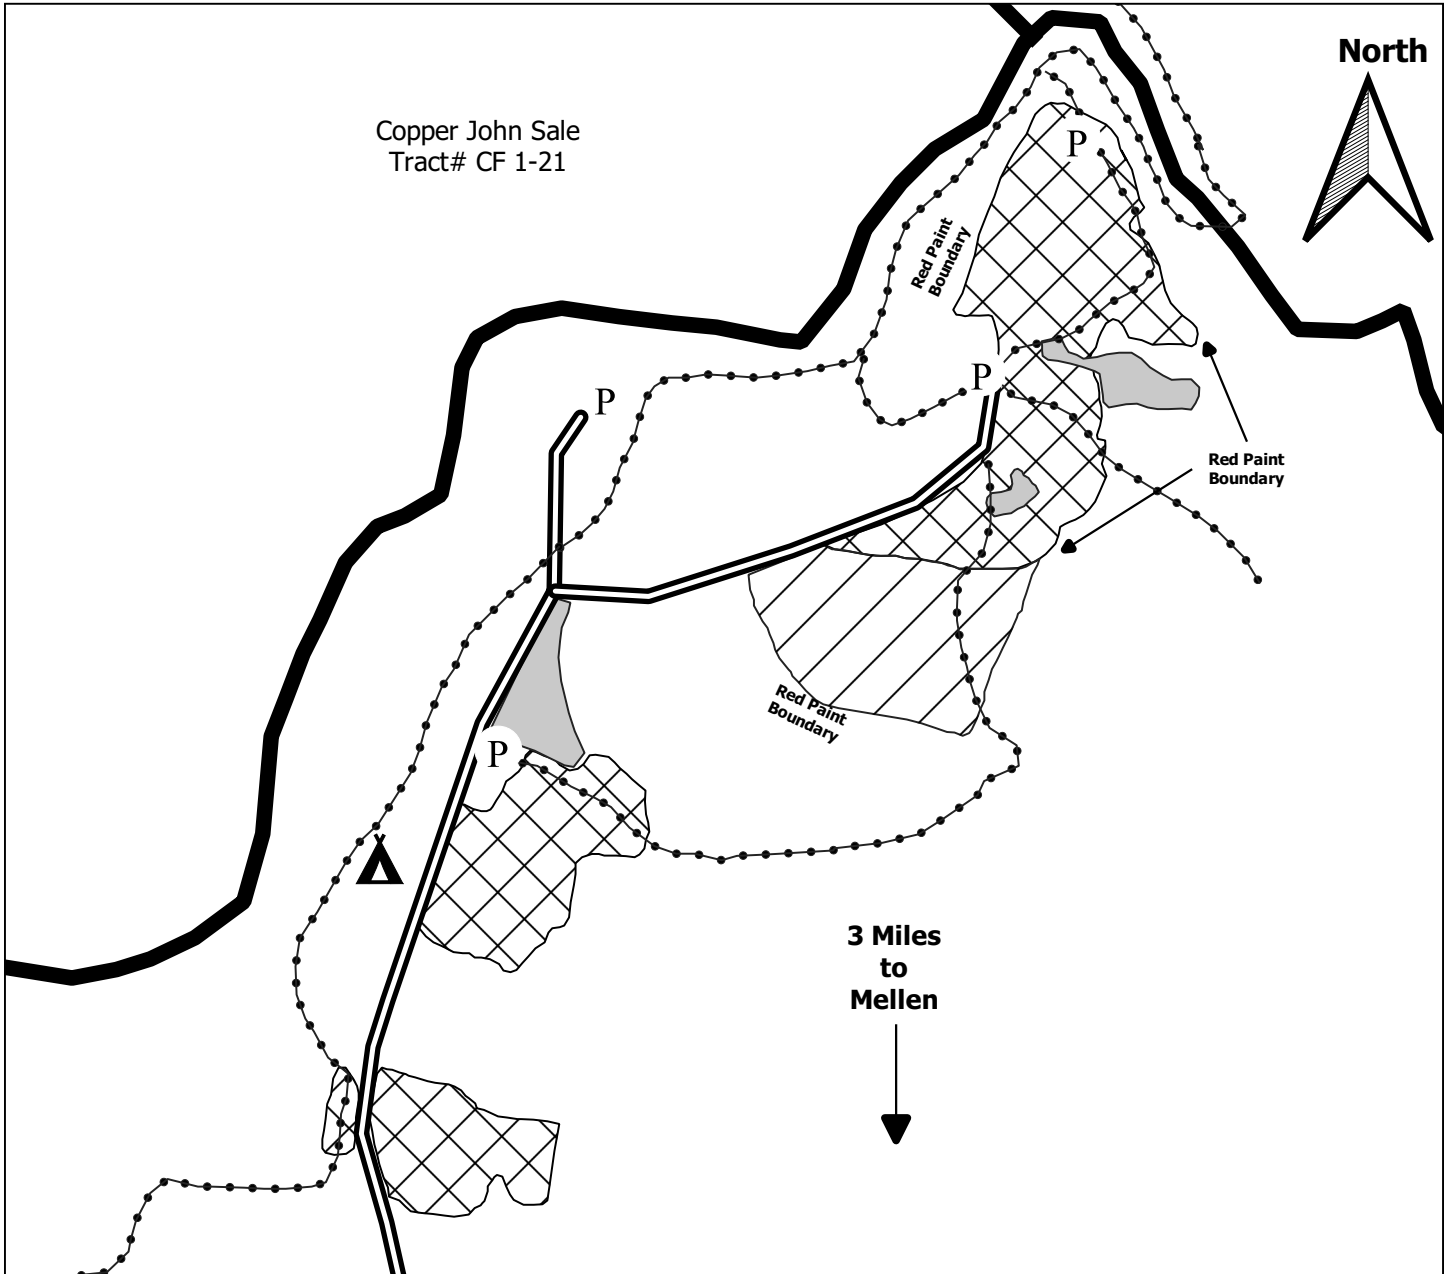 North
Copper John Sale
Tract# CF 1-21
P
Red Paint
Boundary
P
P
Red Paint
Boundary
Red Paint
Boundary
P
3 Miles
to
Mellen